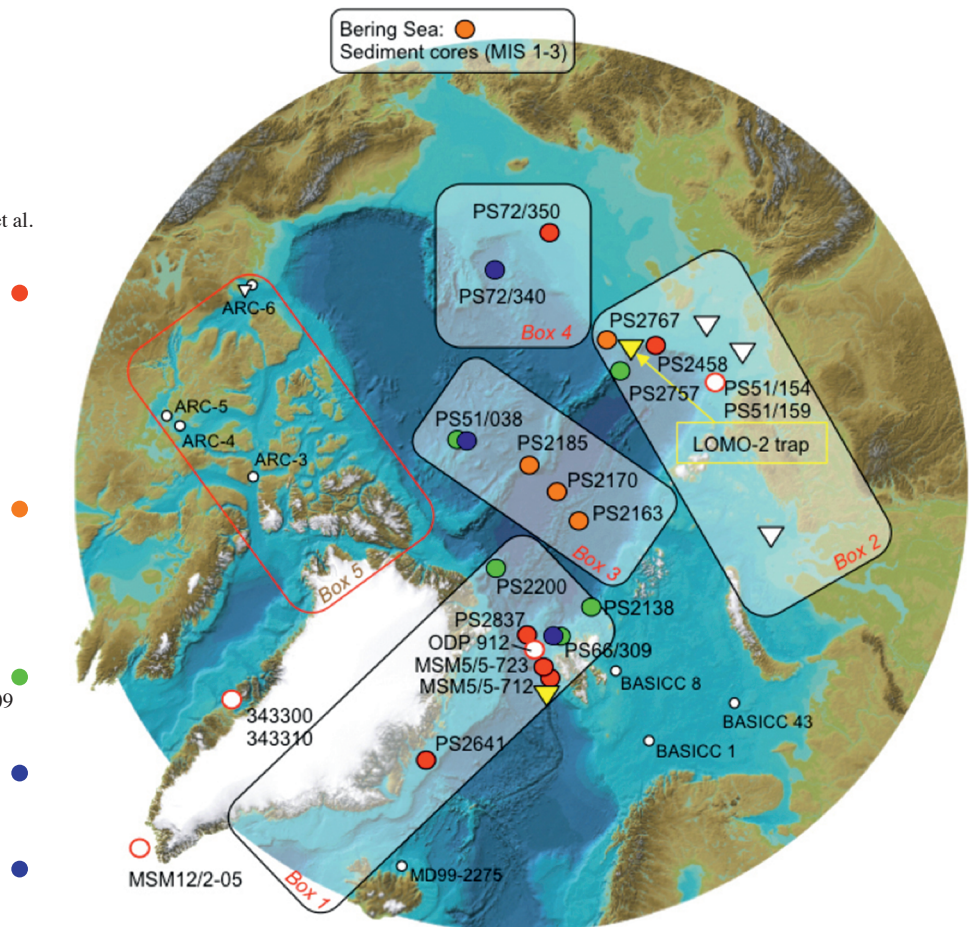 Bering Sea:
Sediment cores (MIS 1-3)
et al.
PS72/350
PS72/340
Box 4
ARC-6
PS2767
PS2458
PS2757
PS51/154
PS51/159
LOMO-2 trap
ARC-5
ARC-4
ARC-3
PS51/038
PS2185
PS2170
PS2163
Box 3
Box 2
Box 5
PS2200
PS2138
PS2837
ODP 912
PS66/309
MSM5/5-723
MSM5/5-712
BASICC 8
09
343300
343310
BASICC 43
BASICC 1
PS2641
MSM12/2-05
MD99-2275
Box 1